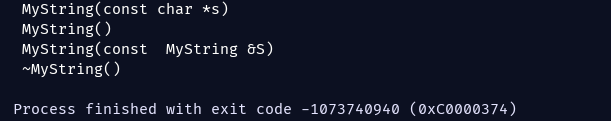 MyString(const char *s)
MyString()
MyString(const  MyString &S)
~MyString()
Process finished with exit code -1073740940 (0xC0000374)